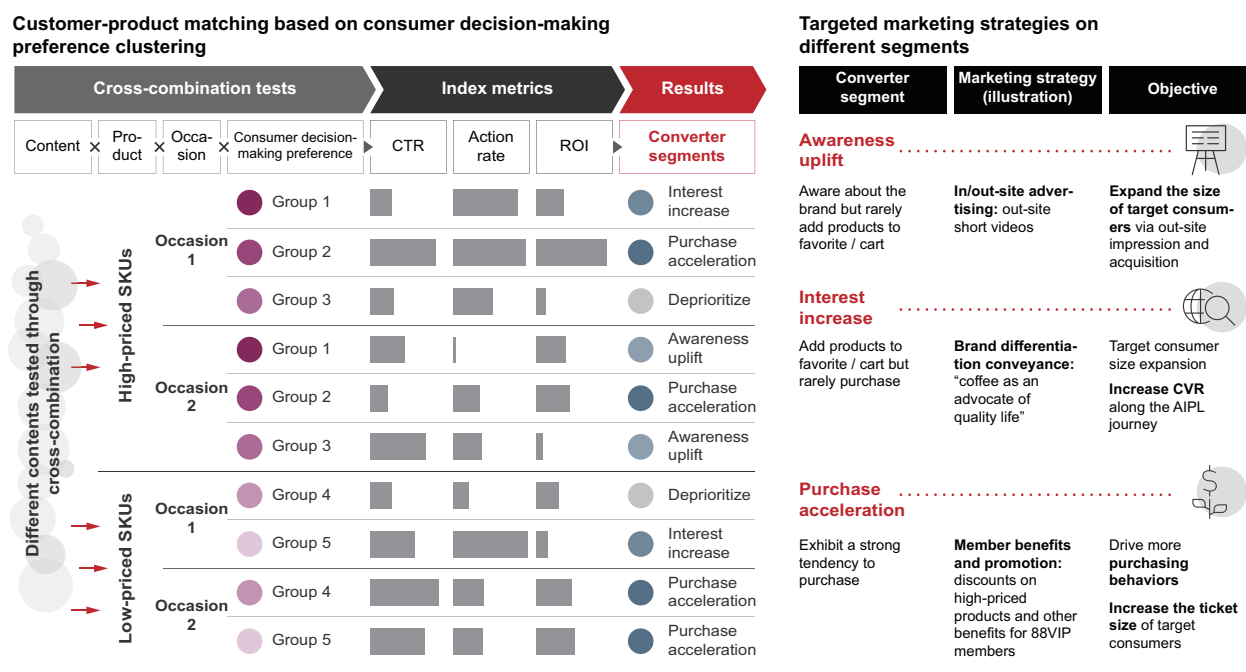 Customer-product matching based on consumer decision-making
preference clustering
Cross-combination tests
Index metrics
Results
Content
×
Pro-
duct
×
Occa-
sion
×
Consumer decision-
making preference
CTR
Action
rate
ROI
Converter
segments
Different contents tested through
cross-combination
High-priced SKUs
Occasion
1
Group 1
Interest
increase
Group 2
Purchase
acceleration
Group 3
Deprioritize
Occasion
2
Group 1
Awareness
uplift
Group 2
Purchase
acceleration
Group 3
Awareness
uplift
Low-priced SKUs
Occasion
1
Group 4
Deprioritize
Group 5
Interest
increase
Occasion
2
Group 4
Purchase
acceleration
Group 5
Purchase
acceleration
Targeted marketing strategies on
different segments
Converter
segment
Marketing strategy
(illustration)
Objective
Awareness
uplift
Aware about the
brand but rarely
add products to
favorite / cart
In/out-site adver-
tising: out-site
short videos
Expand the size
of target consum-
ers via out-site
impression and
acquisition
Interest
increase
Add products to
favorite / cart but
rarely purchase
Brand differentia-
tion conveyance:
“coffee as an
advocate of
quality life”
Target consumer
size expansion
Increase CVR
along the AIPL
journey
Purchase
acceleration
$
Exhibit a strong
tendency to
purchase
Member benefits
and promotion:
discounts on
high-priced
products and other
benefits for 88VIP
members
Drive more
purchasing
behaviors
Increase the ticket
size of target
consumers